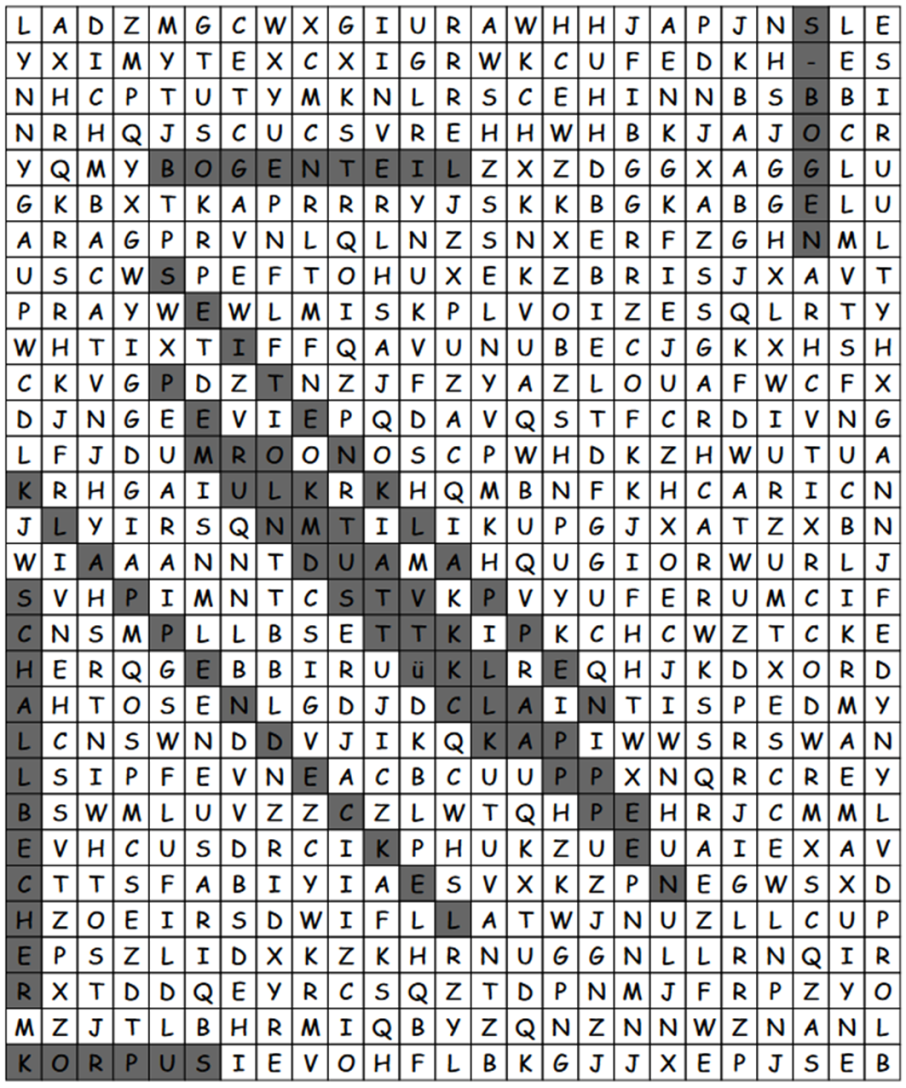 L A D Z M G C W X G I U R A W H H J A P J N S L E
Y X I M Y T E X C X I G R W K C U F E D K H - E S
N H C P T U T Y M K N L R S C E H I N N B S B B I
N R H Q J S C U C S V R E H H W H B K J A J O C R
Y Q M Y B O G E N T E I L Z X Z D G G X A G G L U
G K B X T K A P R R R Y J S K K B G K A B G E L U
A R A G P R V N L Q L N Z S N X E R F Z G H N M L
U S C W S P E F T O H U X E K Z B R I S J X A V T
P R A Y W E W L M I S K P L V O I Z E S Q L R T Y
W H T I X T I F F Q A V U N U B E C J G K X H S H
C K V G P D Z T N Z J F Z Y A Z L O U A F W C F X
D J N G E E V I E P Q D A V Q S T F C R D I V N G
L F J D U M R O O N O S C P W H D K Z H W U T U A
K R H G A I U L K R K H Q M B N F K H C A R I C N
J L Y I R S Q N M T I L I K U P G J X A T Z X B N
W I A A A N N T D U A M A H Q U G I O R W U R L J
S V H P I M N T C S T V K P V Y U F E R U M C I F
C N S M P L L B S E T T K I P K C H C W Z T C K E
H E R Q G E B B I R U ü K L R E Q H J K D X O R D
A H T O S E N L G D J D C L A I N T I S P E D M Y
L C N S W N D D V J I K Q K A P I W W S R S W A N
L S I P F E V N E A C B C U U P P X N Q R C R E Y
B S W M L U V Z Z C Z L W T Q H P E H R J C M M L
E V H C U S D R C I K P H U K Z U E U A I E X A V
C T T S F A B I Y I A E S V X K Z P N E G W S X D
H Z O E I R S D W I F L L A T W J N U Z L L C U P
E P S Z L I D X K Z K H R N U G G N L L R N Q I R
R X T D D Q E Y R C S Q Z T D P N M J F R P Z Y O
M Z J T L B H R M I Q B Y Z Q N Z N N W Z N A N L
K O R P U S I E V O H F L B K G J J X E P J S E B